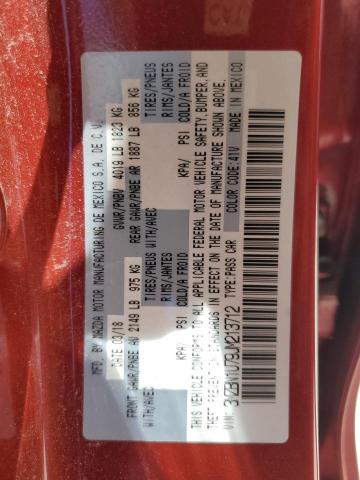 MFD. BY MAZDA MOTOR MANUFACTURING DE MEXICO S.A. DE C.V.
DATE 03/18 GVWR/PNBV 4019 LB 1823 KG
FRONT GAWR/PNBE AV 2149 LB 975 KG REAR GAWR/PNBE AR 1887 LB 856 KG
WITH/AVEC TIRES/PNEUS WITH/AVEC TIRES/PNEUS
RIMS/JANTES RIMS/JANTES
KPA/ PSI COLD/A FROID KPA/ PSI COLD/A FROID
THIS VEHICLE CONFORMS TO ALL APPLICABLE FEDERAL MOTOR VEHICLE SAFETY, BUMPER, AND
THEFT PREVENTION STANDARDS IN EFFECT ON THE DATE OF MANUFACTURE SHOWN ABOVE.
VIN: TYPE:PASS CAR COLOR CODE: 41V MADE IN MEXICO